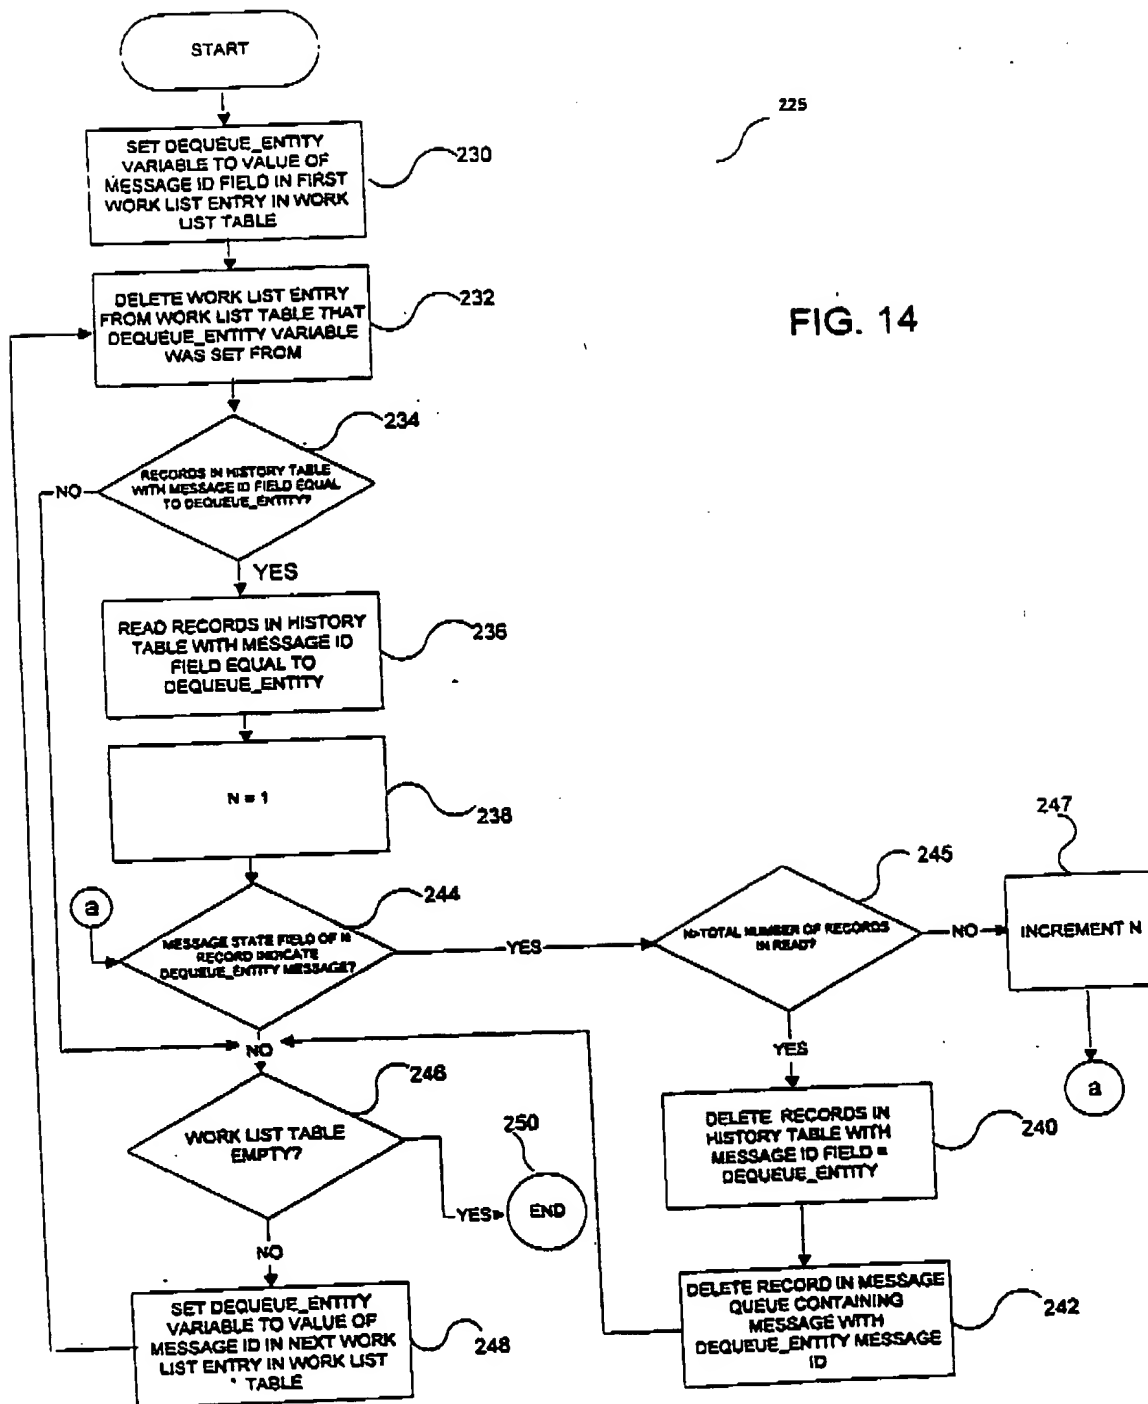 START
225
SET DEQUEUE_ENTITY
VARIABLE TO VALUE OF
MESSAGE ID FIELD IN FIRST
WORK LIST ENTRY IN WORK
LIST TABLE
230
DELETE WORK LIST ENTRY
FROM WORK LIST TABLE THAT
DEQUEUE_ENTITY VARIABLE
WAS SET FROM
232
FIG. 14
RECORDS IN HISTORY TABLE
WITH MESSAGE ID FIELD EQUAL
TO DEQUEUE_ENTITY?
234
NO
YES
READ RECORDS IN HISTORY
TABLE WITH MESSAGE ID
FIELD EQUAL TO
DEQUEUE_ENTITY
236
N = 1
238
a
MESSAGE STATE FIELD OF N
RECORD INDICATE
DEQUEUE_ENTITY MESSAGE?
244
YES
N>TOTAL NUMBER OF RECORDS
IN READ?
245
NO
INCREMENT N
247
a
NO
YES
WORK LIST TABLE
EMPTY?
246
YES
END
250
DELETE RECORDS IN
HISTORY TABLE WITH
MESSAGE ID FIELD =
DEQUEUE_ENTITY
240
NO
SET DEQUEUE_ENTITY
VARIABLE TO VALUE OF
MESSAGE ID IN NEXT WORK
LIST ENTRY IN WORK LIST
TABLE
248
DELETE RECORD IN MESSAGE
QUEUE CONTAINING
MESSAGE WITH
DEQUEUE_ENTITY MESSAGE
ID
242